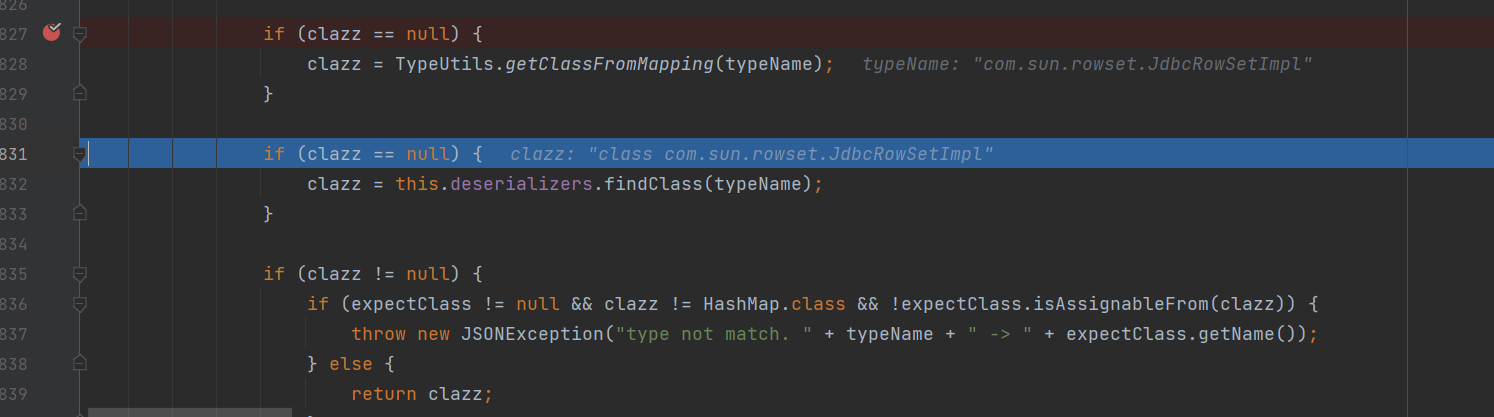 826
827 if (clazz == null) {
828 clazz = TypeUtils.getClassFromMapping(typeName); typeName: "com.sun.rowset.JdbcRowSetImpl"
829 }
830
831 if (clazz == null) { clazz: "class com.sun.rowset.JdbcRowSetImpl"
832 clazz = this.deserializers.findClass(typeName);
833 }
834
835 if (clazz != null) {
836 if (expectClass != null && clazz != HashMap.class && !expectClass.isAssignableFrom(clazz)) {
837 throw new JSONException("type not match. " + typeName + " -> " + expectClass.getName());
838 } else {
839 return clazz;